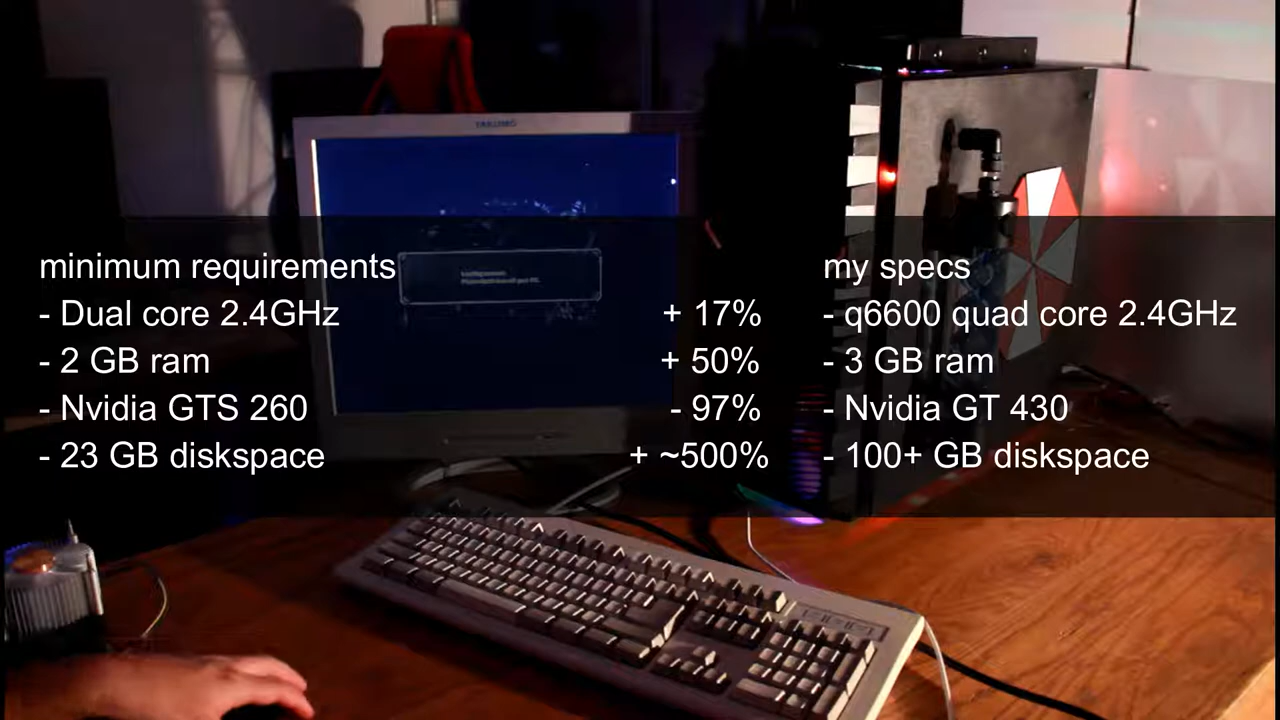 minimum requirements
- Dual core 2.4GHz
- 2 GB ram
- Nvidia GTS 260
- 23 GB diskspace
+ 17%
+ 50%
- 97%
+ ~500%
my specs
- q6600 quad core 2.4GHz
- 3 GB ram
- Nvidia GT 430
- 100+ GB diskspace